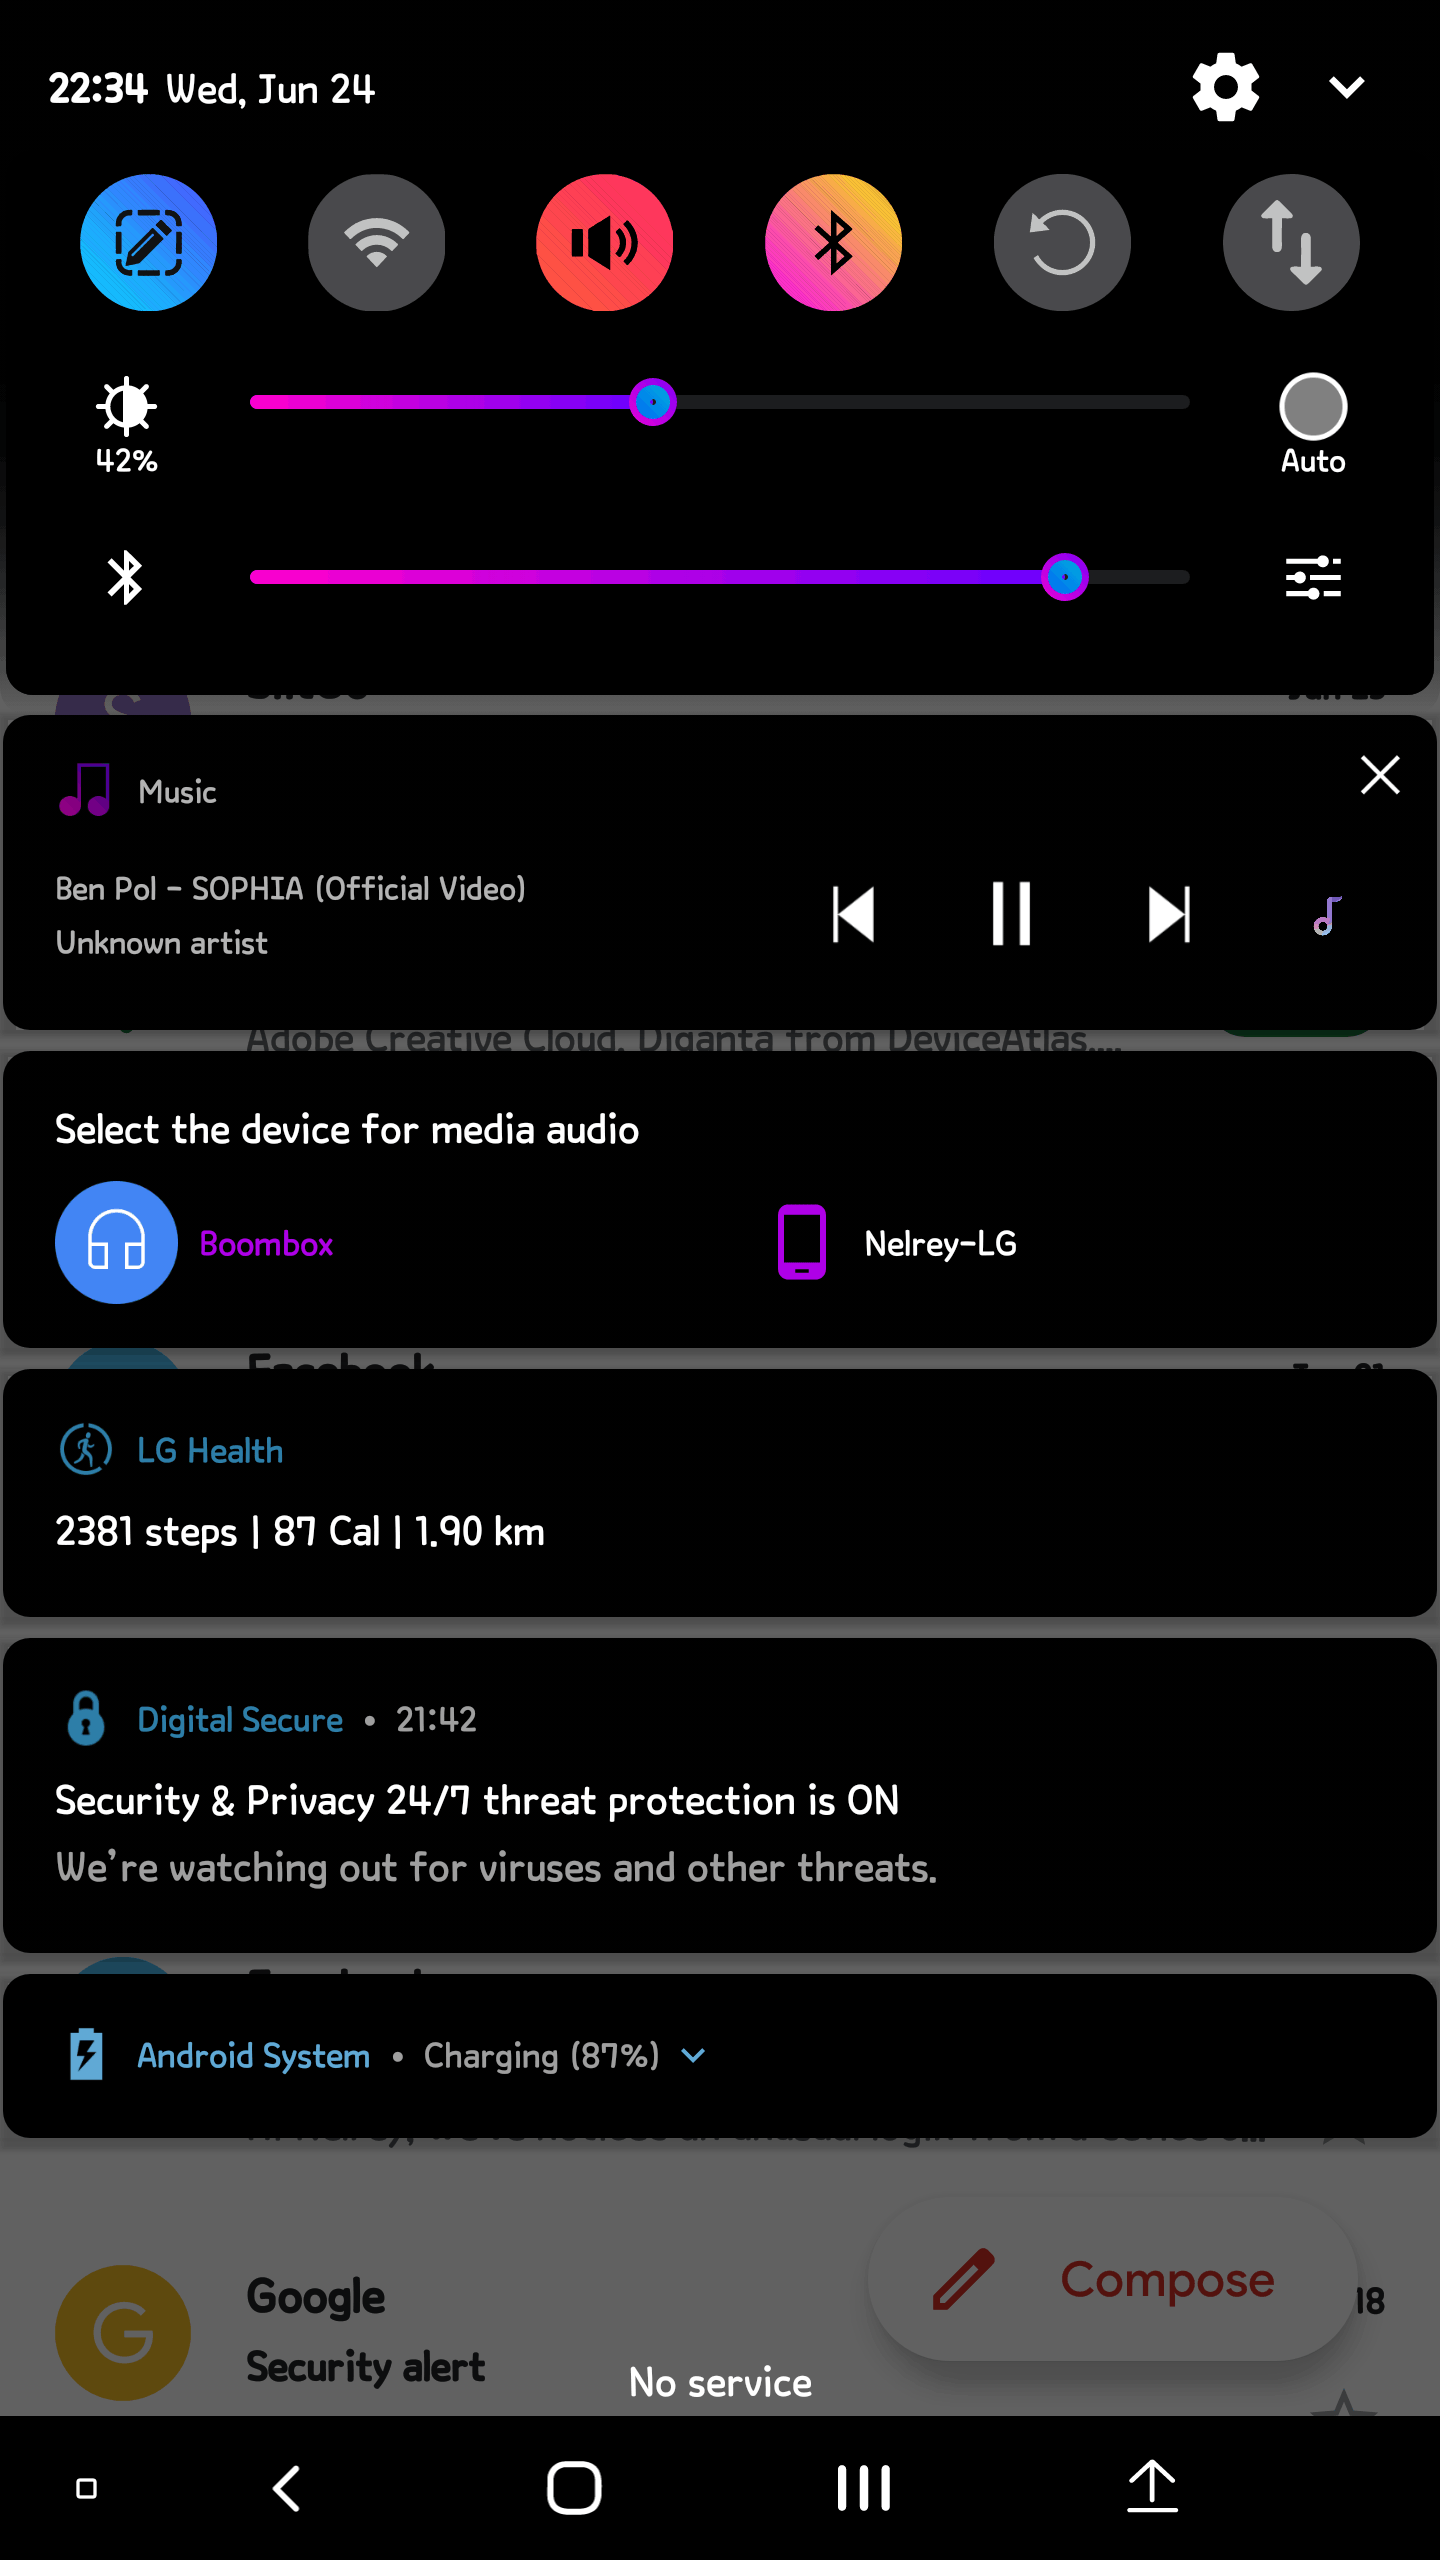 22:34 Wed, Jun 24
42%
Auto
Music
Ben Pol - SOPHIA (Official Video)
Unknown artist
Adobe Creative Cloud, Diganta from DeviceAtlas....
Select the device for media audio
Boombox
Nelrey-LG
Facebook
LG Health
2381 steps | 87 Cal | 1.90 km
Digital Secure • 21:42
Security & Privacy 24/7 threat protection is ON
We're watching out for viruses and other threats.
Android System • Charging (87%)
G
Google
Compose
18
Security alert
No service